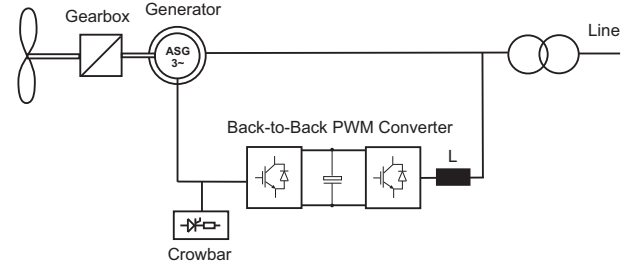 Gearbox
Generator
Line
ASG
3~
Back-to-Back PWM Converter
L
Crowbar